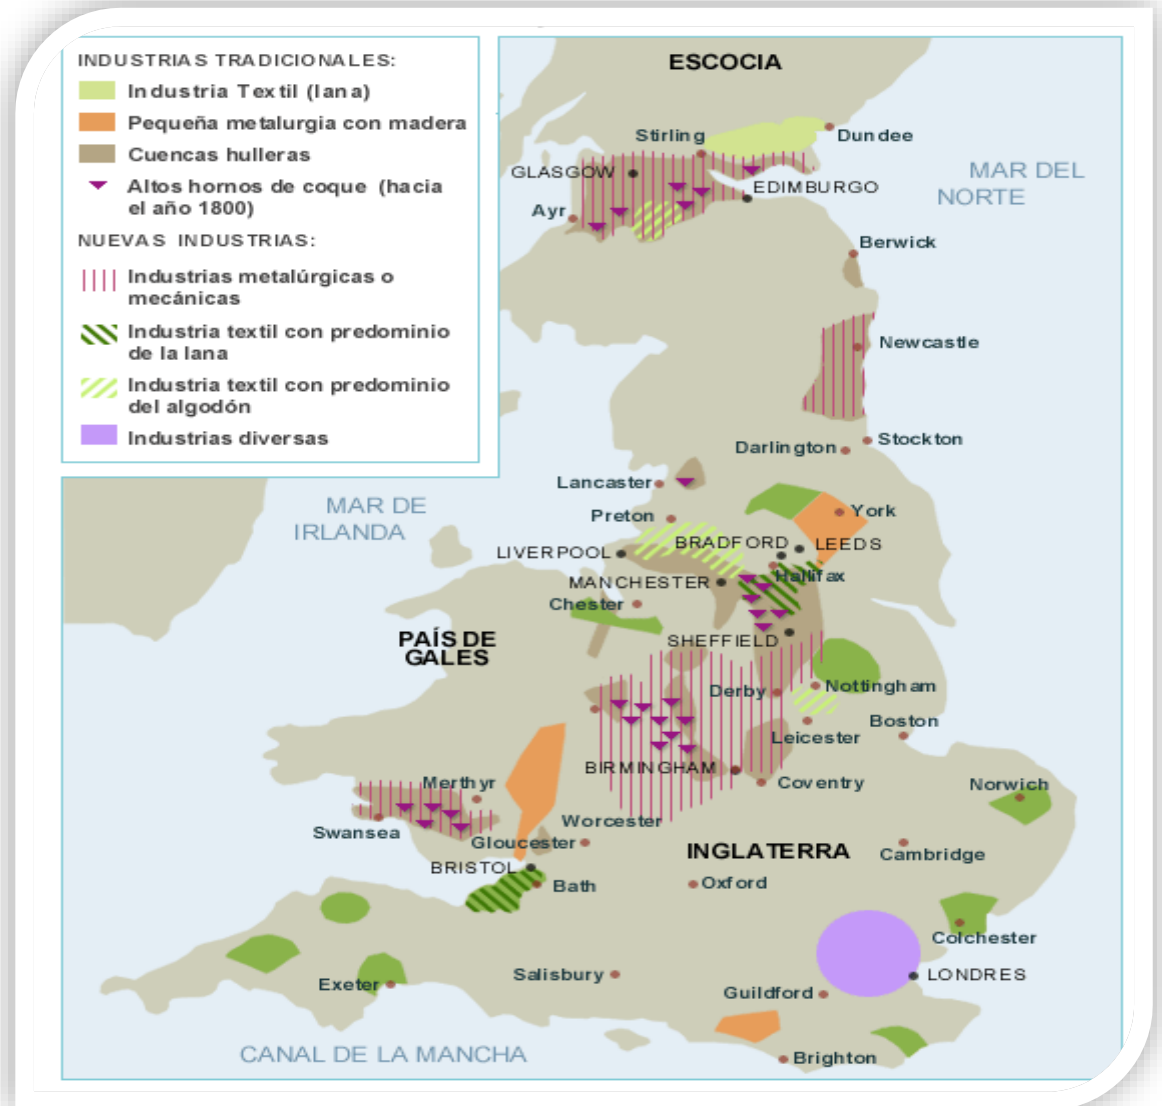 INDUSTRIAS TRADICIONALES:
Industria Textil (lana)
Pequeña metalurgia con madera
Cuencas hulleras
Altos hornos de coque (hacia
el año 1800)
NUEVAS INDUSTRIAS:
Industrias metalúrgicas o
mecánicas
Industria textil con predominio
de la lana
Industria textil con predominio
del algodón
Industrias diversas
ESCOCIA
Stirling
Dundee
GLASGOW
EDIMBURGO
MAR DEL
NORTE
Ayr
Berwick
Newcastle
Darlington
Stockton
Lancaster
MAR DE
IRLANDA
Preton
York
LIVERPOOL
BRADFORD
LEEDS
MANCHESTER
Hallifax
Chester
PAÍS DE
GALES
SHEFFIELD
Derby
Nottingham
Boston
Leicester
BIRMINGHAM
Coventry
Norwich
Merthyr
Swansea
Worcester
Gloucester
INGLATERRA
Cambridge
BRISTOL
Bath
Oxford
Colchester
Exeter
Salisbury
LONDRES
Guildford
CANAL DE LA MANCHA
Brighton